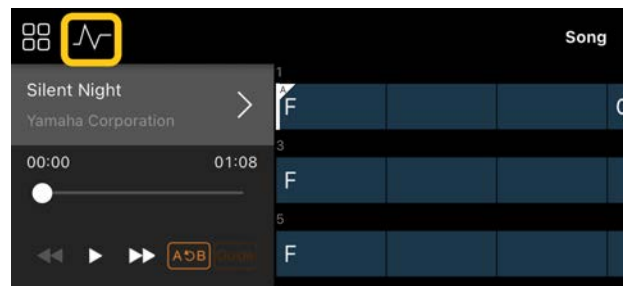 Song
Silent Night
Yamaha Corporation
00:00 01:08
A B
1
A
F
3
F
5
F